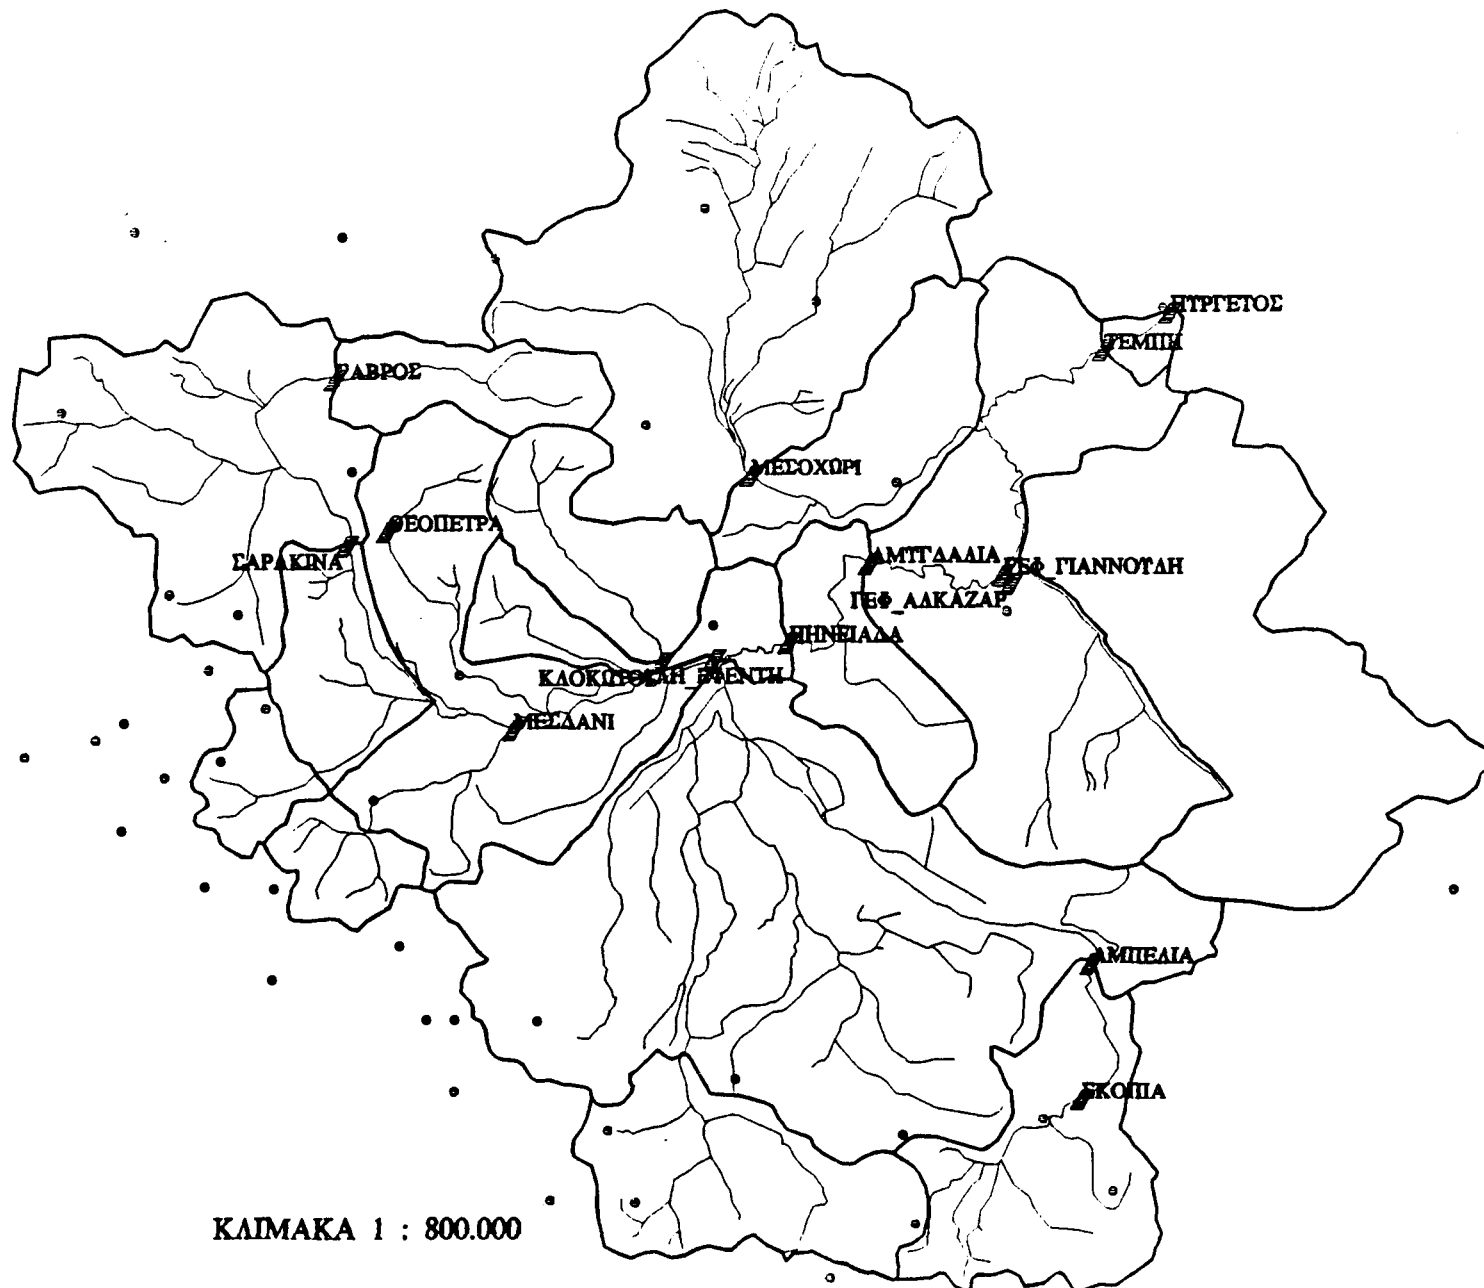 ΠΥΡΓΕΤΟΣ
ΤΕΜΠΗ
ΓΑΒΡΟΣ
ΜΕΣΟΧΩΡΙ
ΘΕΟΠΕΤΡΑ
ΣΑΡΑΚΙΝΑ
ΑΜΥΓΔΑΛΙΑ
ΓΕΦ_ΓΙΑΝΝΟΥΛΗ
ΓΕΦ_ΑΛΚΑΖΑΡ
ΠΗΝΕΙΑΔΑ
ΜΕΣΔΑΝΙ
ΑΜΠΕΛΙΑ
ΣΚΟΠΙΑ
ΚΛΙΜΑΚΑ 1 : 800.000